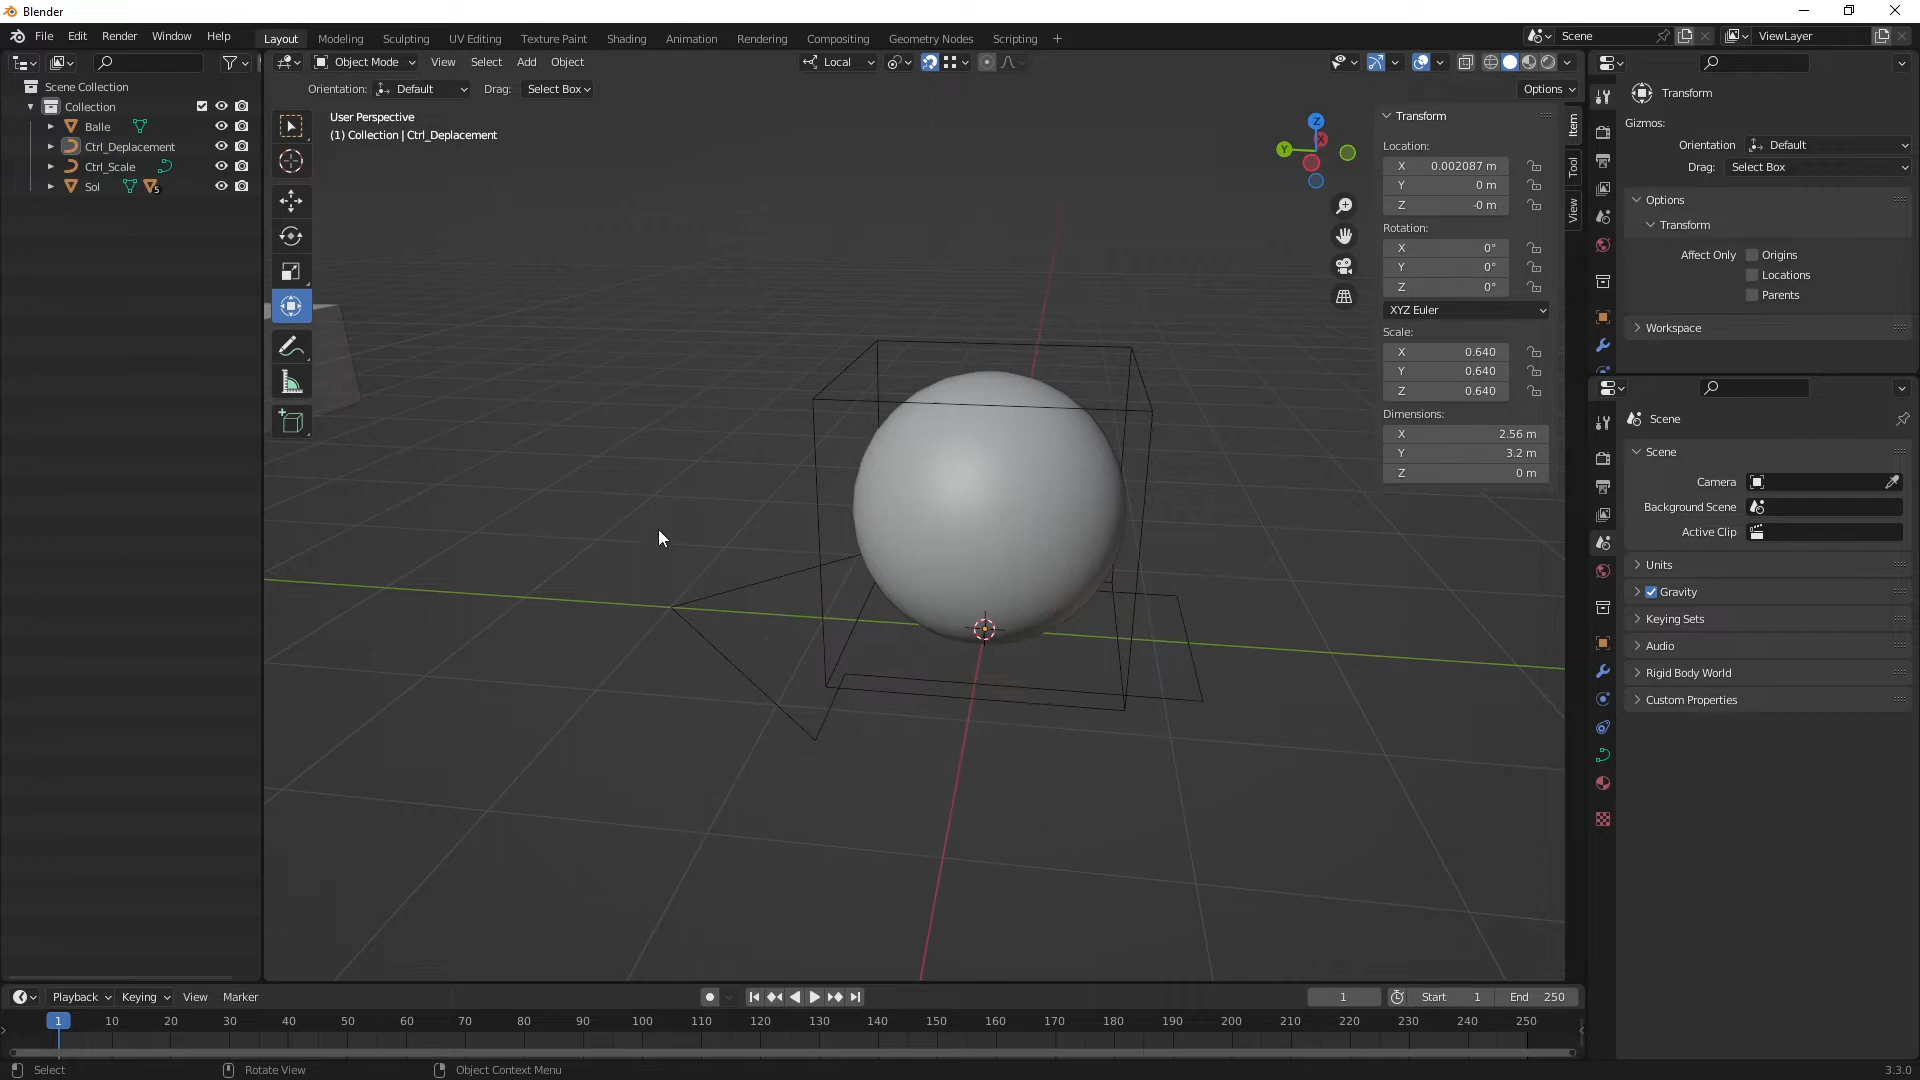 Blender
File Edit Render Window Help
Layout Modeling Sculpting UV Editing Texture Paint Shading Animation Rendering Compositing Geometry Nodes Scripting +
Scene
ViewLayer
Object Mode View Select Add Object
Local
Orientation: Default Drag: Select Box
Options
Scene Collection
Collection
Balle
Ctrl_Deplacement
Ctrl_Scale
Sol 5
User Perspective
(1) Collection | Ctrl_Deplacement
Z
X
Y
Transform
Location:
X 0.002087 m
Y 0 m
Z -0 m
Rotation:
X 0°
Y 0°
Z 0°
XYZ Euler
Scale:
X 0.640
Y 0.640
Z 0.640
Dimensions:
X 2.56 m
Y 3.2 m
Z 0 m
Item
Tool
View
Transform
Gizmos:
Orientation Default
Drag: Select Box
Options
Transform
Affect Only Origins
Locations
Parents
Workspace
Scene
Scene
Camera
Background Scene
Active Clip
Units
Gravity
Keying Sets
Audio
Rigid Body World
Custom Properties
Playback Keying View Marker
1 Start 1 End 250
1 10 20 30 40 50 60 70 80 90 100 110 120 130 140 150 160 170 180 190 200 210 220 230 240 250
Select Rotate View Object Context Menu 3.3.0